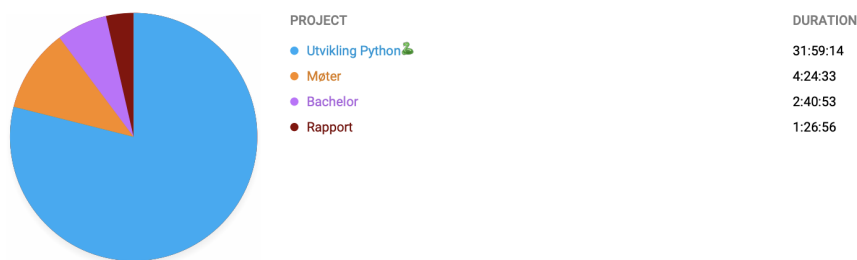 PROJECT DURATION
Utvikling Python🐍 31:59:14
Møter 4:24:33
Bachelor 2:40:53
Rapport 1:26:56